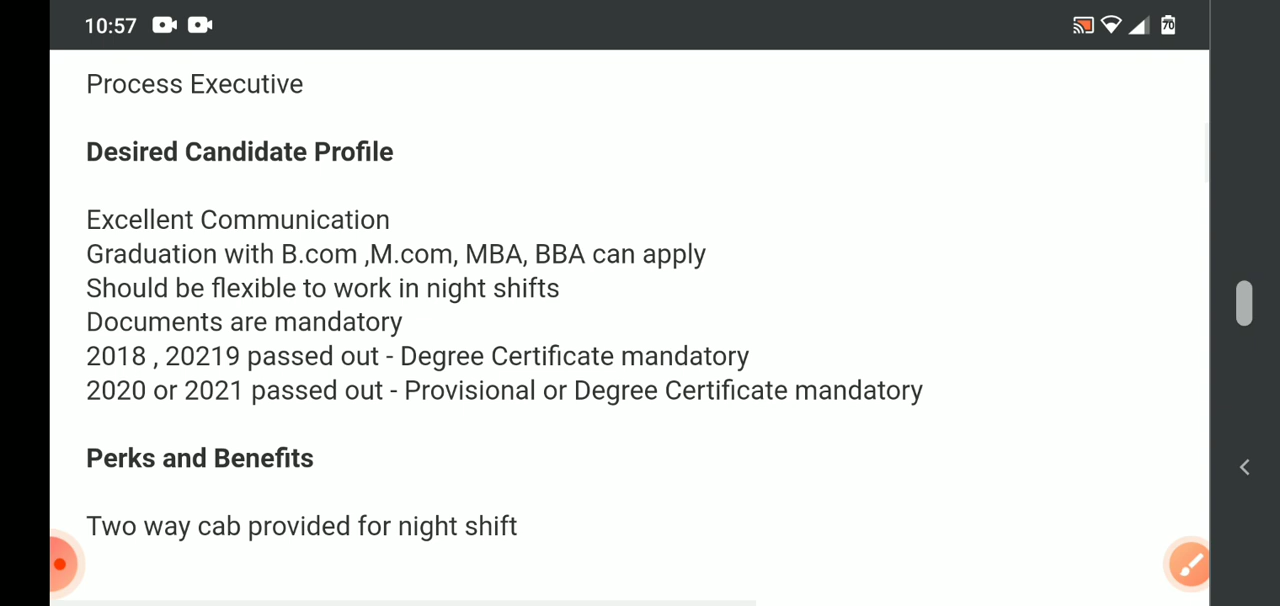 10:57
70
Process Executive
Desired Candidate Profile
Excellent Communication
Graduation with B.com ,M.com, MBA, BBA can apply
Should be flexible to work in night shifts
Documents are mandatory
2018 , 20219 passed out - Degree Certificate mandatory
2020 or 2021 passed out - Provisional or Degree Certificate mandatory
Perks and Benefits
Two way cab provided for night shift